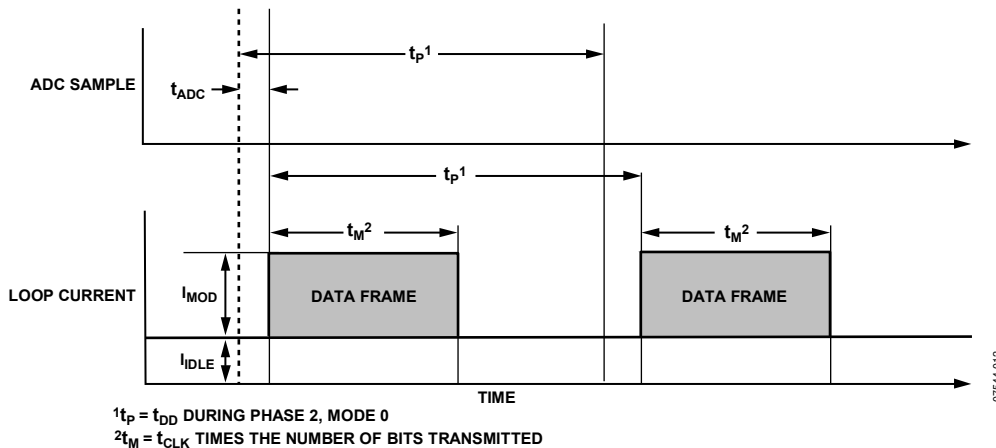 tP1
ADC SAMPLE
tADC
tP1
tM2
tM2
LOOP CURRENT
IMOD
DATA FRAME
DATA FRAME
IIDLE
TIME
1tP = tDD DURING PHASE 2, MODE 0
2tM = tCLK TIMES THE NUMBER OF BITS TRANSMITTED